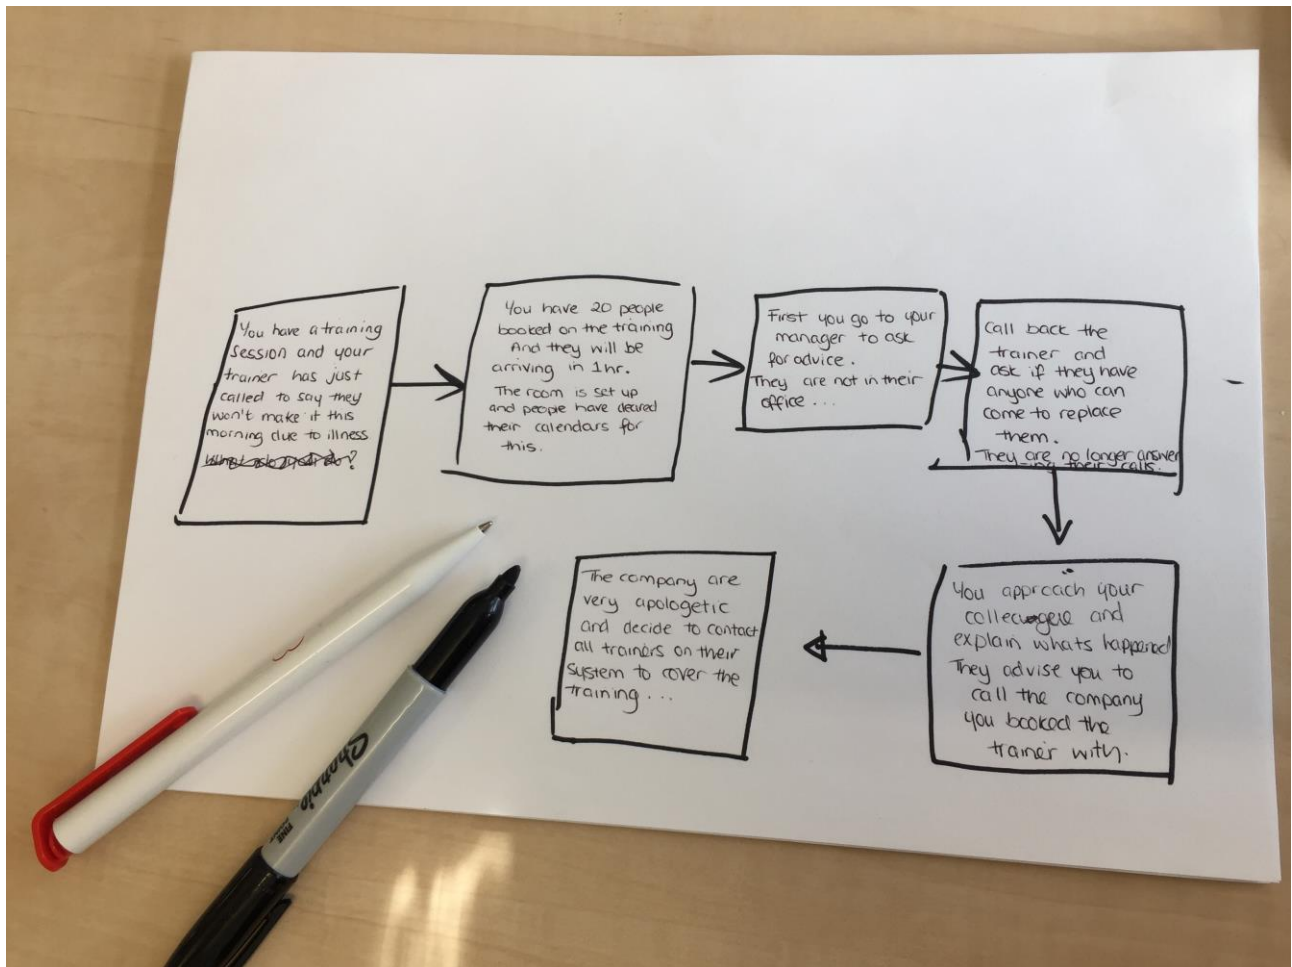 You have a training
session and your
trainer has just
called to say they
won't make it this
morning due to illness
You have 20 people
booked on the training
And they will be
arriving in 1hr.
The room is set up
and people have cleared
their calendars for
this.
First you go to your
manager to ask
for advice.
They are not in their
office ...
Call back the
trainer and
ask if they have
anyone who can
come to replace
them.
They are no longer answer
-ing their calls.
You approach your
and
explain whats happened
They advise you to
call the company
you booked the
trainer with.
The company are
very apologetic
and decide to contact
all trainers on their
system to cover the
training ...
Sharpie
FINE